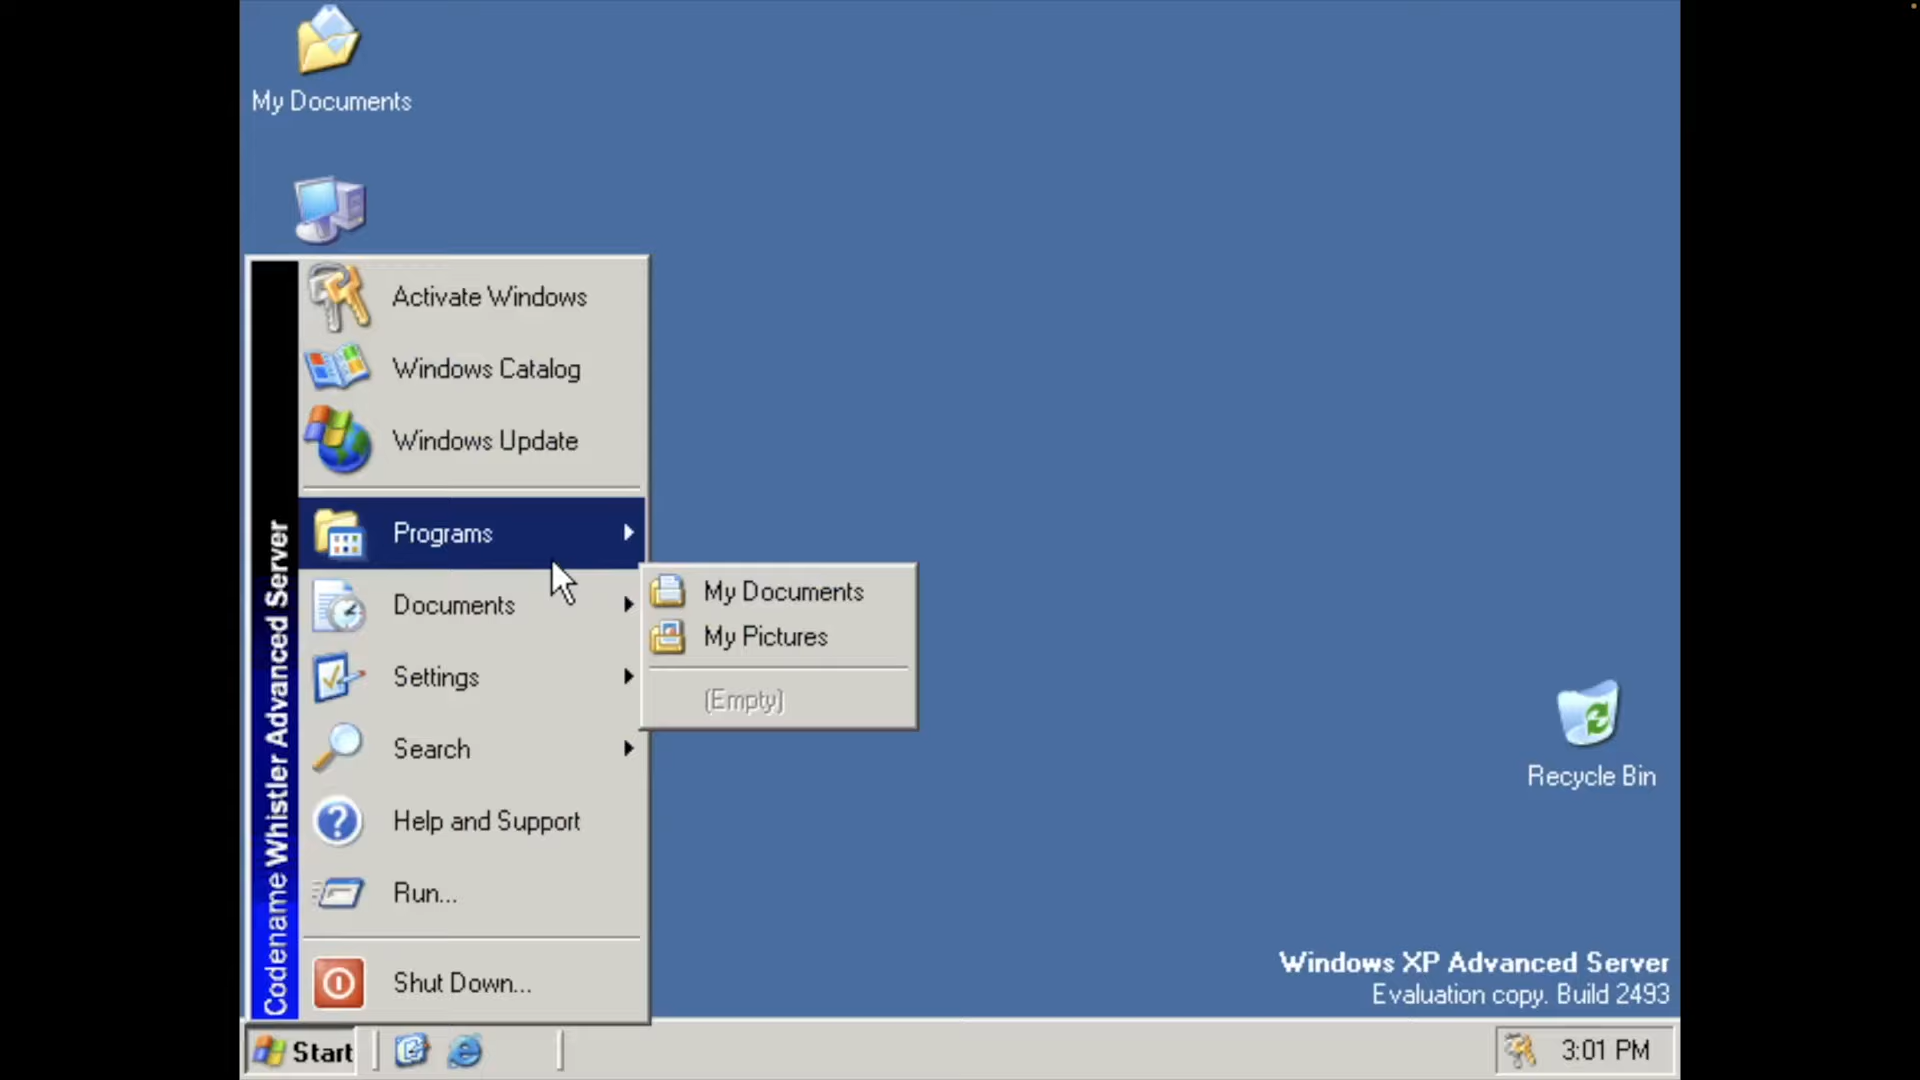 My Documents
Activate Windows
Windows Catalog
Windows Update
Programs
Documents
Settings
Search
Help and Support
Run...
Shut Down...
Codename Whistler Advanced Server
My Documents
My Pictures
(Empty)
Recycle Bin
Windows XP Advanced Server
Evaluation copy. Build 2493
Start
3:01 PM